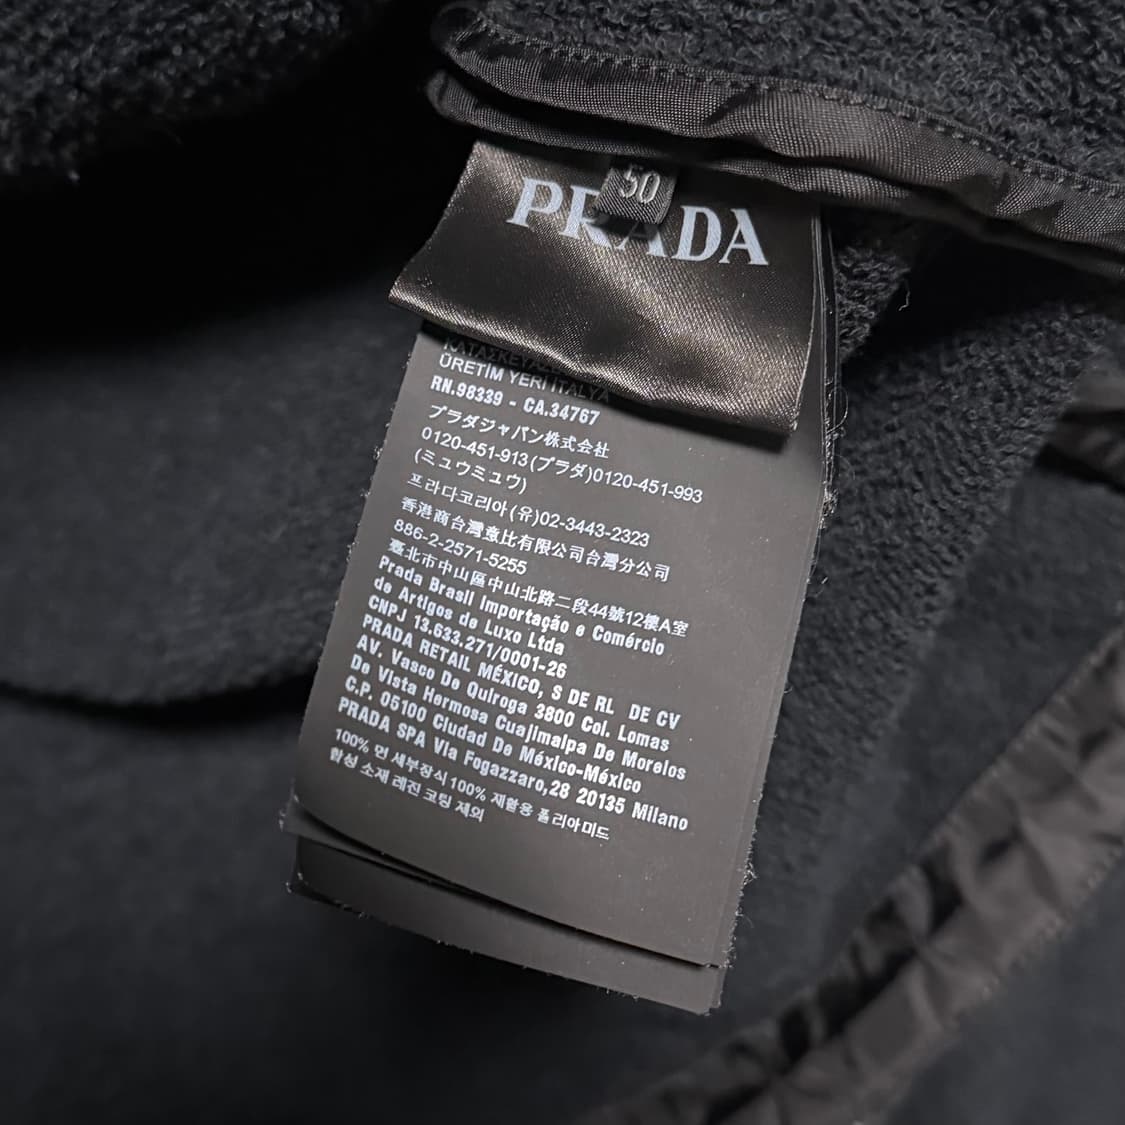 50
PRADA
ÜRETİM YERİ İTALYA
RN.98339 - CA.34767
プラダジャパン株式会社
0120-451-913(プラダ)0120-451-993
(ミュウミュウ)
프라다코리아(유)02-3443-2323
香港商台灣意比有限公司台灣分公司
886-2-2571-5255
臺北市中山區中山北路二段44號12樓A室
Prada Brasil Importação e Comércio
de Artigos de Luxo Ltda
CNPJ 13.633.271/0001-26
PRADA RETAIL MÉXICO, S DE RL DE CV
AV. Vasco De Quiroga 3800 Col. Lomas
De Vista Hermosa Cuajimalpa De Morelos
C.P. 05100 Ciudad De México-México
PRADA SPA Via Fogazzaro,28 20135 Milano
100% 면 세부장식 100% 재활용 폴리아미드
합성 소재 레진 코팅 제외